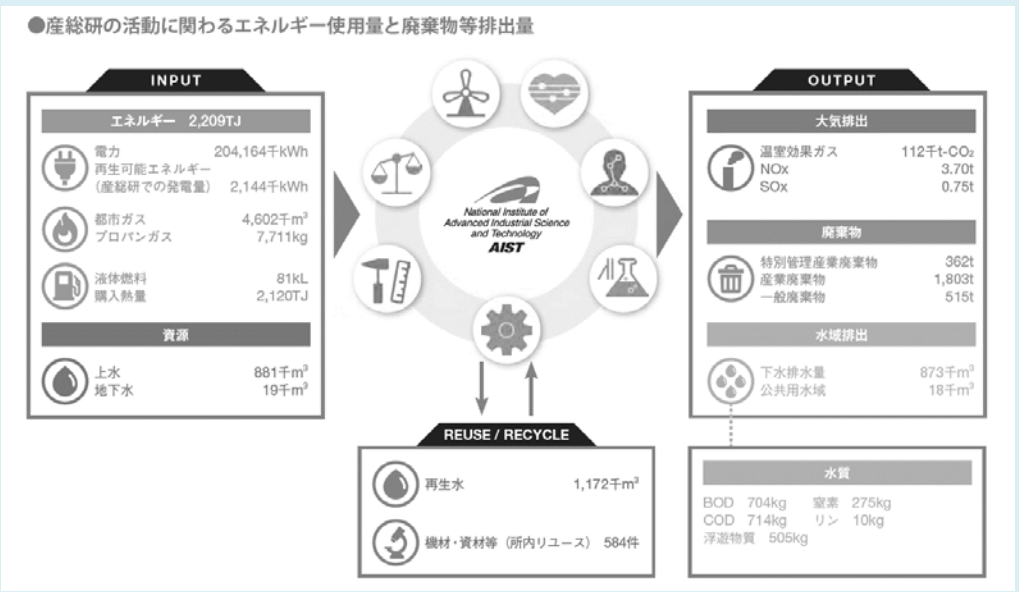 ●産総研の活動に関わるエネルギー使用量と廃棄物等排出量
INPUT
エネルギー 2,209TJ
電力 204,164千kWh
再生可能エネルギー
(産総研での発電量) 2,144千kWh
都市ガス 4,602千m³
プロパンガス 7,711kg
液体燃料 81kL
購入熱量 2,120TJ
資源
上水 881千m³
地下水 19千m³
National Institute of
Advanced Industrial Science
and Technology
AIST
REUSE / RECYCLE
再生水 1,172千m³
機材・資材等（所内リユース） 584件
OUTPUT
大気排出
温室効果ガス 112千t-CO₂
NOx 3.70t
SOx 0.75t
廃棄物
特別管理産業廃棄物 362t
産業廃棄物 1,803t
一般廃棄物 515t
水域排出
下水排水量 873千m³
公共用水域 18千m³
水質
BOD 704kg 窒素 275kg
COD 714kg リン 10kg
浮遊物質 505kg